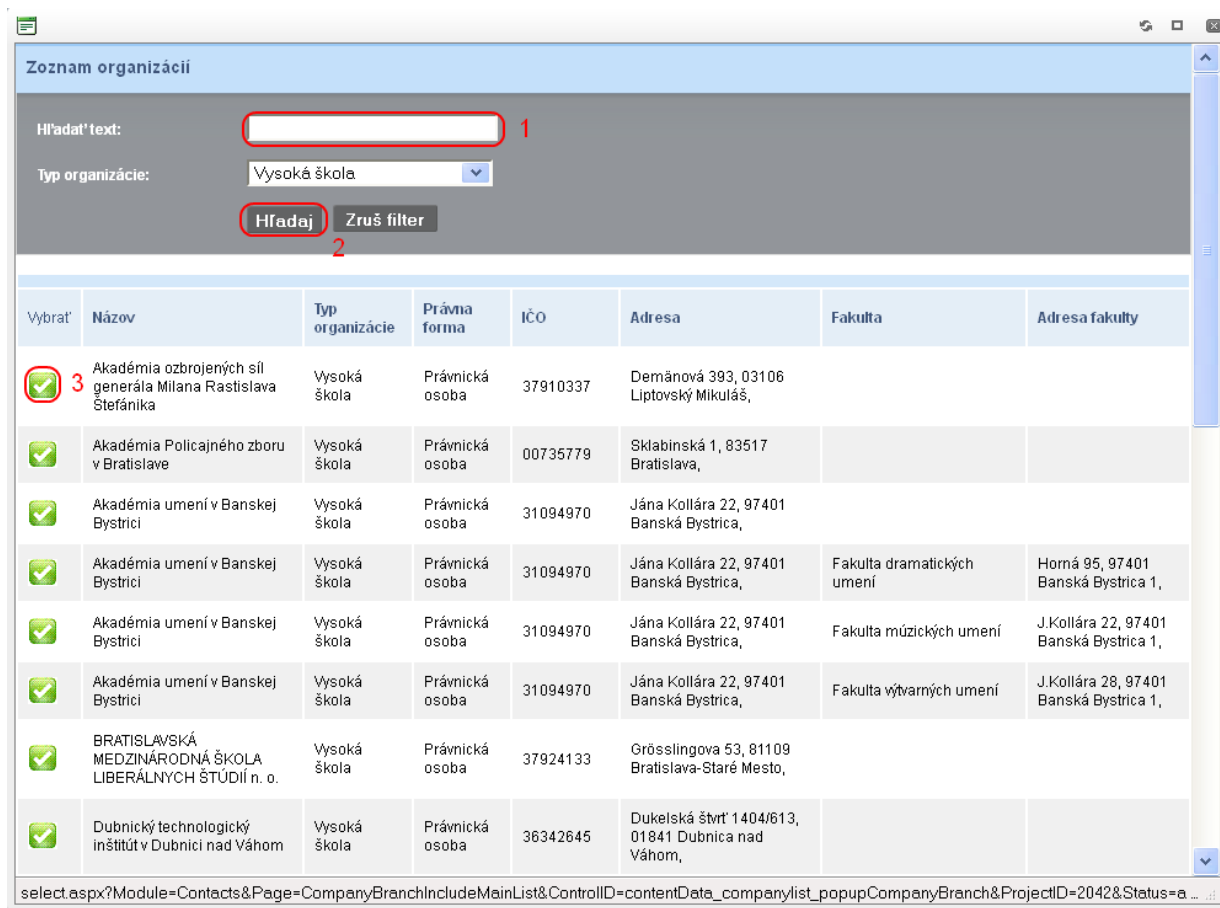 Zoznam organizácií
Hľadať text:
1
Typ organizácie:
Vysoká škola
Hľadaj
Zruš filter
2
Vybrať
Názov
Typ
organizácie
Právna
forma
IČO
Adresa
Fakulta
Adresa fakulty
3
Akadémia ozbrojených síl
generála Milana Rastislava
Štefánika
Vysoká
škola
Právnická
osoba
37910337
Demänová 393, 03106
Liptovský Mikuláš,
Akadémia Policajného zboru
v Bratislave
Vysoká
škola
Právnická
osoba
00735779
Sklabinská 1, 83517
Bratislava,
Akadémia umení v Banskej
Bystrici
Vysoká
škola
Právnická
osoba
31094970
Jána Kollára 22, 97401
Banská Bystrica,
Akadémia umení v Banskej
Bystrici
Vysoká
škola
Právnická
osoba
31094970
Jána Kollára 22, 97401
Banská Bystrica,
Fakulta dramatických
umení
Horná 95, 97401
Banská Bystrica 1,
Akadémia umení v Banskej
Bystrici
Vysoká
škola
Právnická
osoba
31094970
Jána Kollára 22, 97401
Banská Bystrica,
Fakulta múzických umení
J.Kollára 22, 97401
Banská Bystrica 1,
Akadémia umení v Banskej
Bystrici
Vysoká
škola
Právnická
osoba
31094970
Jána Kollára 22, 97401
Banská Bystrica,
Fakulta výtvarných umení
J.Kollára 28, 97401
Banská Bystrica 1,
BRATISLAVSKÁ
MEDZINÁRODNÁ ŠKOLA
LIBERÁLNYCH ŠTÚDIÍ n. o.
Vysoká
škola
Právnická
osoba
37924133
Grösslingova 53, 81109
Bratislava-Staré Mesto,
Dubnický technologický
inštitút v Dubnici nad Váhom
Vysoká
škola
Právnická
osoba
36342645
Dukelská štvrť 1404/613,
01841 Dubnica nad
Váhom,
select.aspx?Module=Contacts&Page=CompanyBranchIncludeMainList&ControlID=contentData_companylist_popupCompanyBranch&ProjectID=2042&Status=a ...